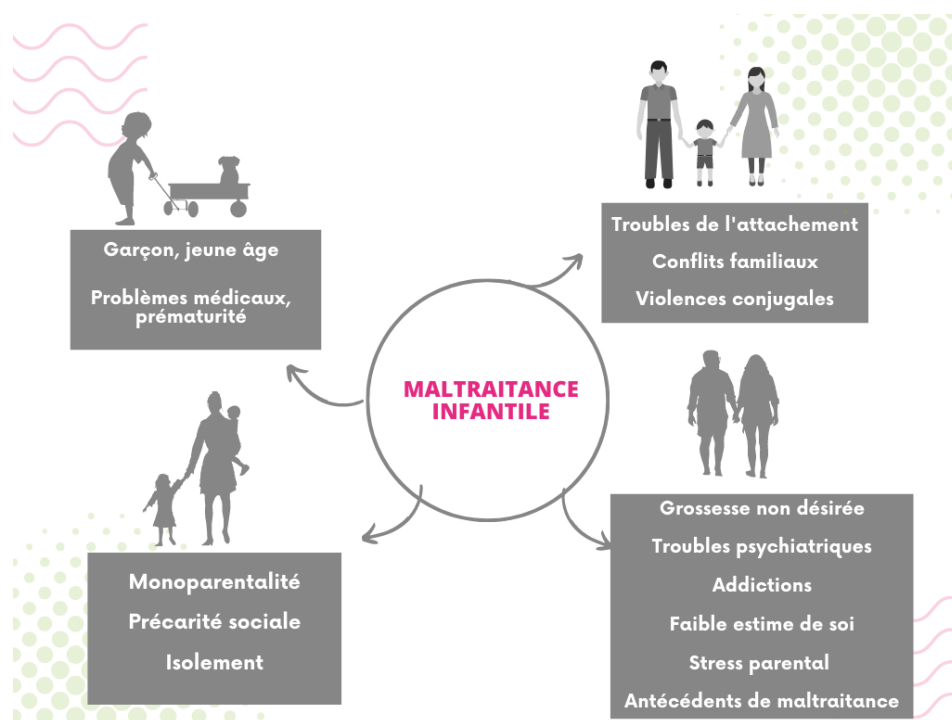 Garçon, jeune âge
Problèmes médicaux,
prématurité
Troubles de l'attachement
Conflits familiaux
Violences conjugales
MALTRAITANCE
INFANTILE
Monoparentalité
Précarité sociale
Isolement
Grossesse non désirée
Troubles psychiatriques
Addictions
Faible estime de soi
Stress parental
Antécédents de maltraitance